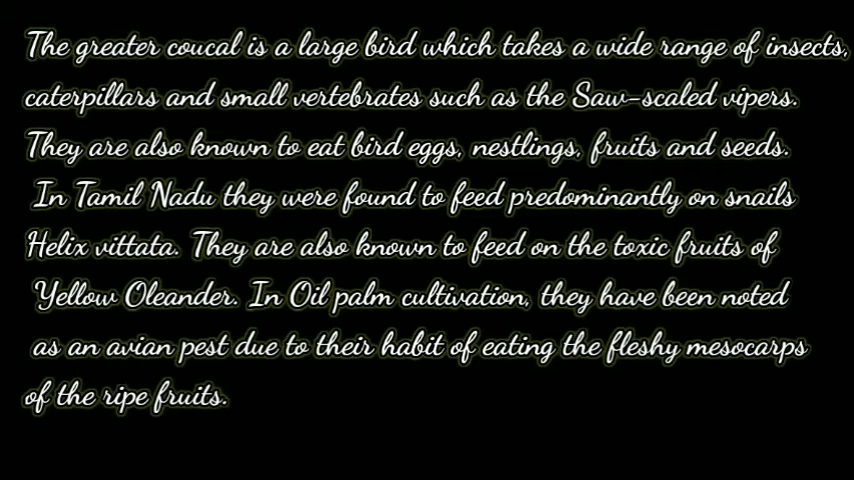 The greater coucal is a large bird which takes a wide range of insects,
caterpillars and small vertebrates such as the Saw-scaled vipers.
They are also known to eat bird eggs, nestlings, fruits and seeds.
In Tamil Nadu they were found to feed predominantly on snails
Helix vittata. They are also known to feed on the toxic fruits of
Yellow Oleander. In Oil palm cultivation, they have been noted
as an avian pest due to their habit of eating the fleshy mesocarps
of the ripe fruits.